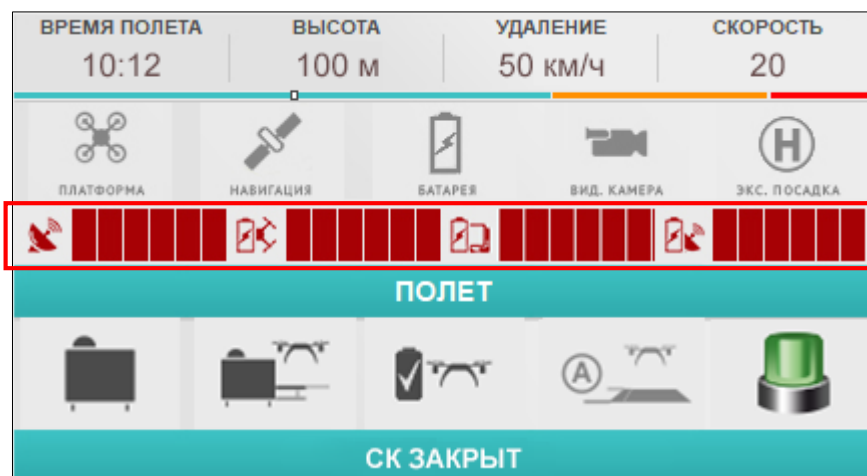 ВРЕМЯ ПОЛЕТА ВЫСОТА УДАЛЕНИЕ СКОРОСТЬ
10:12 100 м 50 км/ч 20
ПЛАТФОРМА НАВИГАЦИЯ БАТАРЕЯ ВИД. КАМЕРА ЭКС. ПОСАДКА
ПОЛЕТ
СК ЗАКРЫТ